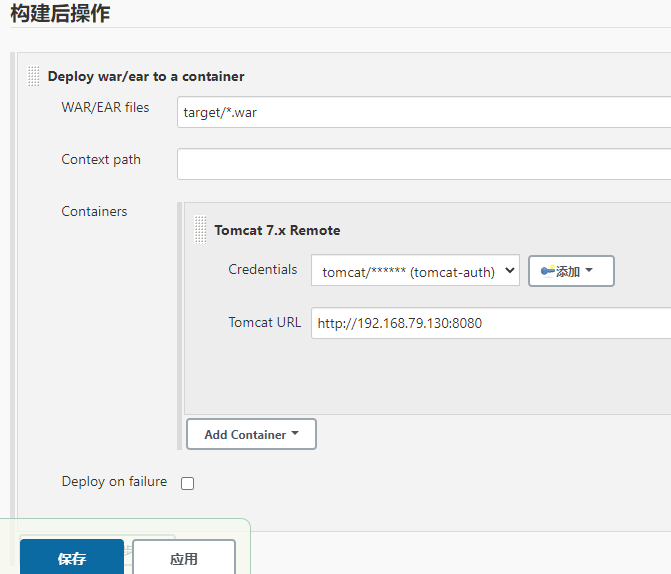 构建后操作
Deploy war/ear to a container
WAR/EAR files
target/*.war
Context path
Containers
Tomcat 7.x Remote
Credentials
tomcat/****** (tomcat-auth)
添加
Tomcat URL
http://192.168.79.130:8080
Add Container
Deploy on failure
保存
应用